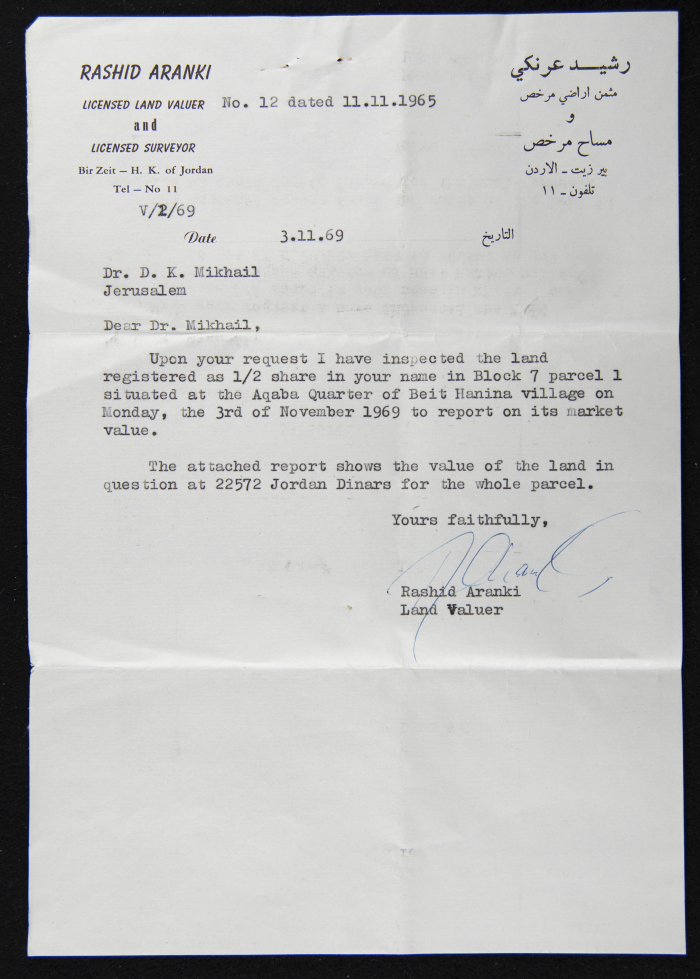 RASHID ARANKI
LICENSED LAND VALUER No. 12 dated 11.11.1965
and
LICENSED SURVEYOR
Bir Zeit – H. K. of Jordan
Tel – No 11
V/2/69
رشيد عرنكي
مثمن اراضي مرخص
و
مساح مرخص
بير زيت - الاردن
تلفون - ١١
Date 3.11.69 التاريخ
Dr. D. K. Mikhail
Jerusalem
Dear Dr. Mikhail,
Upon your request I have inspected the land
registered as 1/2 share in your name in Block 7 parcel 1
situated at the Aqaba Quarter of Beit Hanina village on
Monday, the 3rd of November 1969 to report on its market
value.
The attached report shows the value of the land in
question at 22572 Jordan Dinars for the whole parcel.
Yours faithfully,
Rashid Aranki
Land Valuer